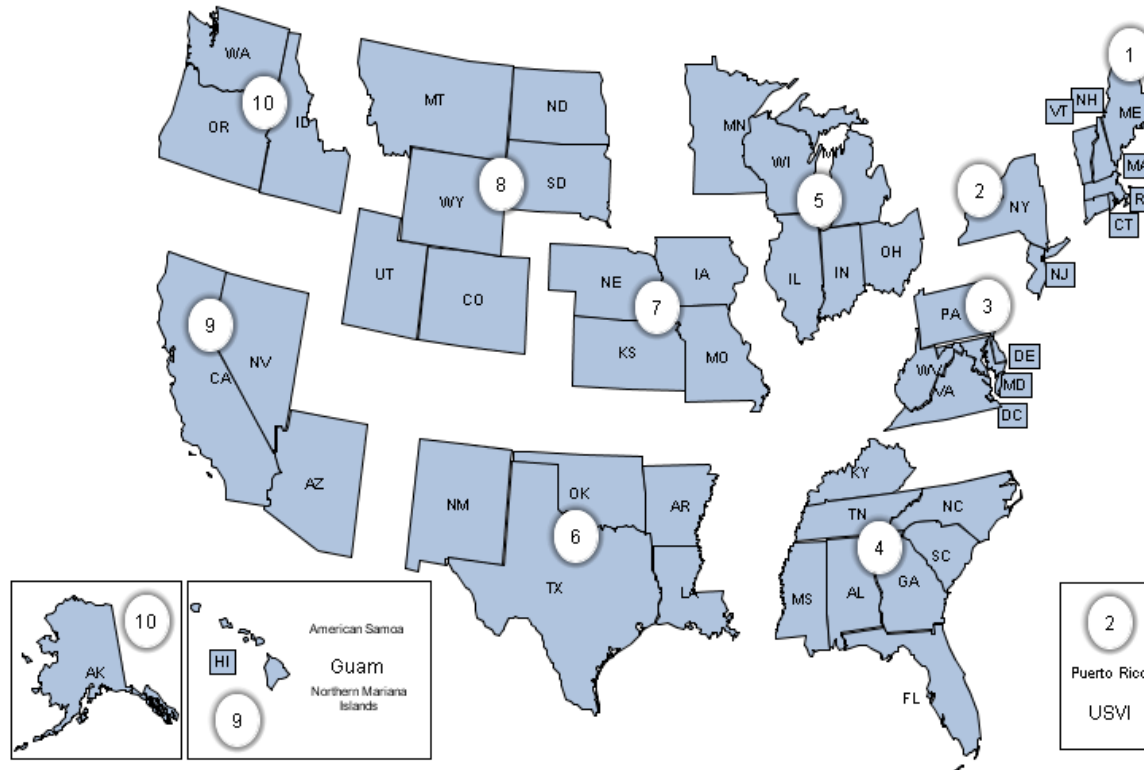 1
WA
10
MT
ND
NH
VT
ME
OR
ID
MN
WI
MI
MA
8
SD
2
5
WY
NY
CT
UT
NE
IA
IL
IN
OH
NJ
CO
7
PA
3
9
NV
KS
MO
DE
CA
WV
MD
VA
DC
AZ
NM
OK
AR
KY
TN
NC
6
4
SC
TX
LA
MS
AL
GA
10
American Samoa
2
HI
Guam
AK
Northern Mariana
Islands
Puerto Rico
FL
USVI
9